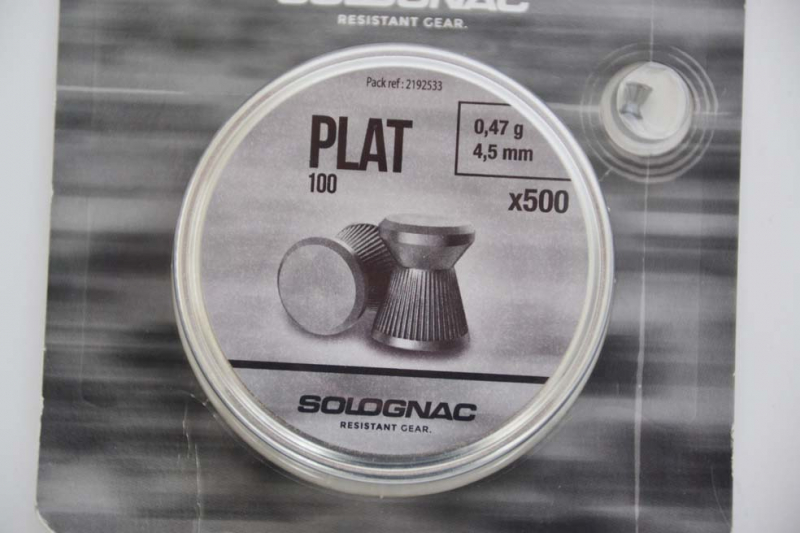 SOLOGNAC
RESISTANT GEAR.
Pack ref : 2192533
PLAT
100
0,47 g
4,5 mm
x500
SOLOGNAC
RESISTANT GEAR.